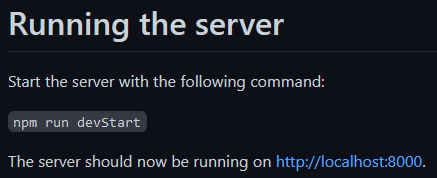 Running the server
Start the server with the following command:
npm run devStart
The server should now be running on http://localhost:8000.